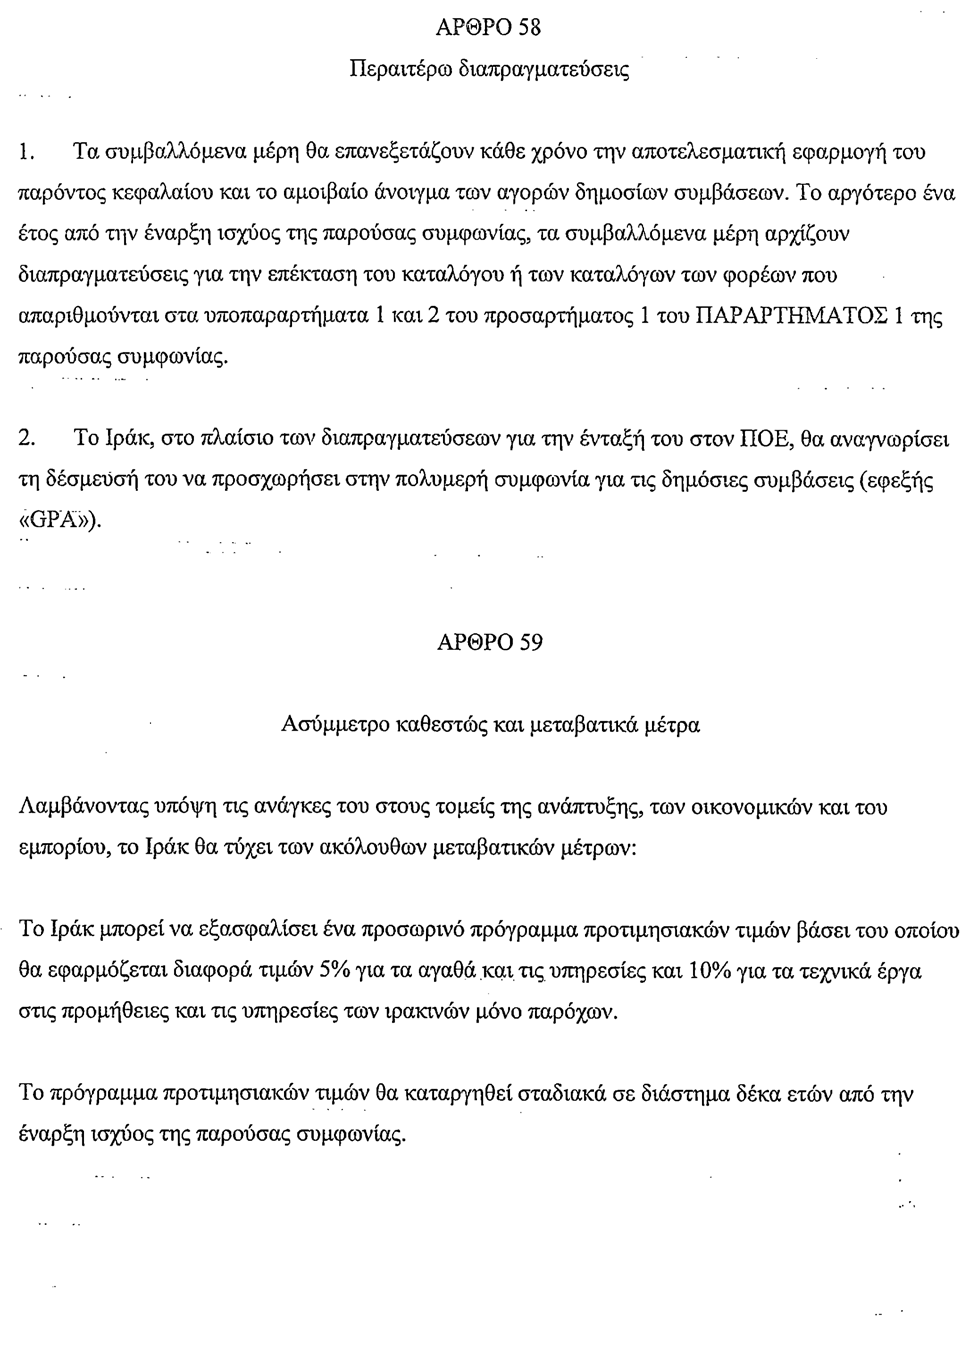 ΑΡΘΡΟ 58
Περαιτέρω διαπραγματεύσεις
1. Τα συμβαλλόμενα μέρη θα επανεξετάζουν κάθε χρόνο την αποτελεσματική εφαρμογή του
παρόντος κεφαλαίου και το αμοιβαίο άνοιγμα των αγορών δημοσίων συμβάσεων. Το αργότερο ένα
έτος από την έναρξη ισχύος της παρούσας συμφωνίας, τα συμβαλλόμενα μέρη αρχίζουν
διαπραγματεύσεις για την επέκταση του καταλόγου ή των καταλόγων των φορέων που
απαριθμούνται στα υποπαραρτήματα 1 και 2 του προσαρτήματος 1 του ΠΑΡΑΡΤΗΜΑΤΟΣ 1 της
παρούσας συμφωνίας.
2. Το Ιράκ, στο πλαίσιο των διαπραγματεύσεων για την ένταξή του στον ΠΟΕ, θα αναγνωρίσει
τη δέσμευσή του να προσχωρήσει στην πολυμερή συμφωνία για τις δημόσιες συμβάσεις (εφεξής
«GPA»).
ΑΡΘΡΟ 59
Ασύμμετρο καθεστώς και μεταβατικά μέτρα
Λαμβάνοντας υπόψη τις ανάγκες του στους τομείς της ανάπτυξης, των οικονομικών και του
εμπορίου, το Ιράκ θα τύχει των ακόλουθων μεταβατικών μέτρων:
Το Ιράκ μπορεί να εξασφαλίσει ένα προσωρινό πρόγραμμα προτιμησιακών τιμών βάσει του οποίου
θα εφαρμόζεται διαφορά τιμών 5% για τα αγαθά και τις υπηρεσίες και 10% για τα τεχνικά έργα
στις προμήθειες και τις υπηρεσίες των ιρακινών μόνο παρόχων.
Το πρόγραμμα προτιμησιακών τιμών θα καταργηθεί σταδιακά σε διάστημα δέκα ετών από την
έναρξη ισχύος της παρούσας συμφωνίας.